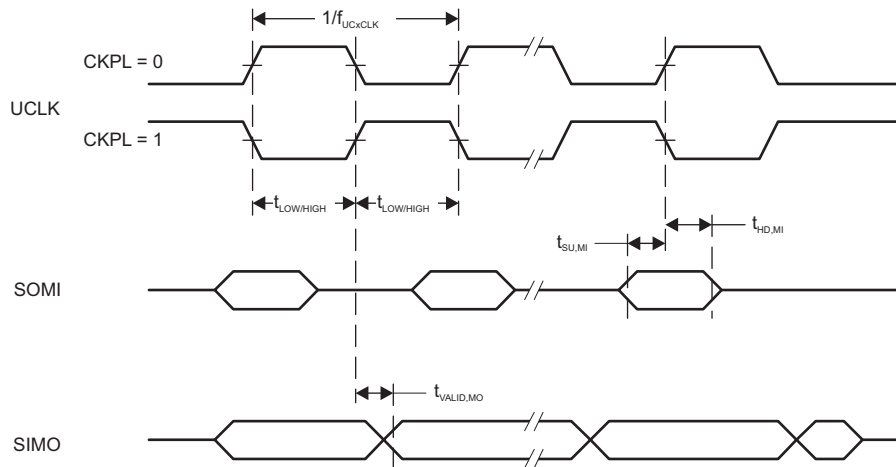 1/fUCxCLK
CKPL = 0
UCLK
CKPL = 1
tLOW/HIGH tLOW/HIGH
tSU,MI
tHD,MI
SOMI
tVALID,MO
SIMO